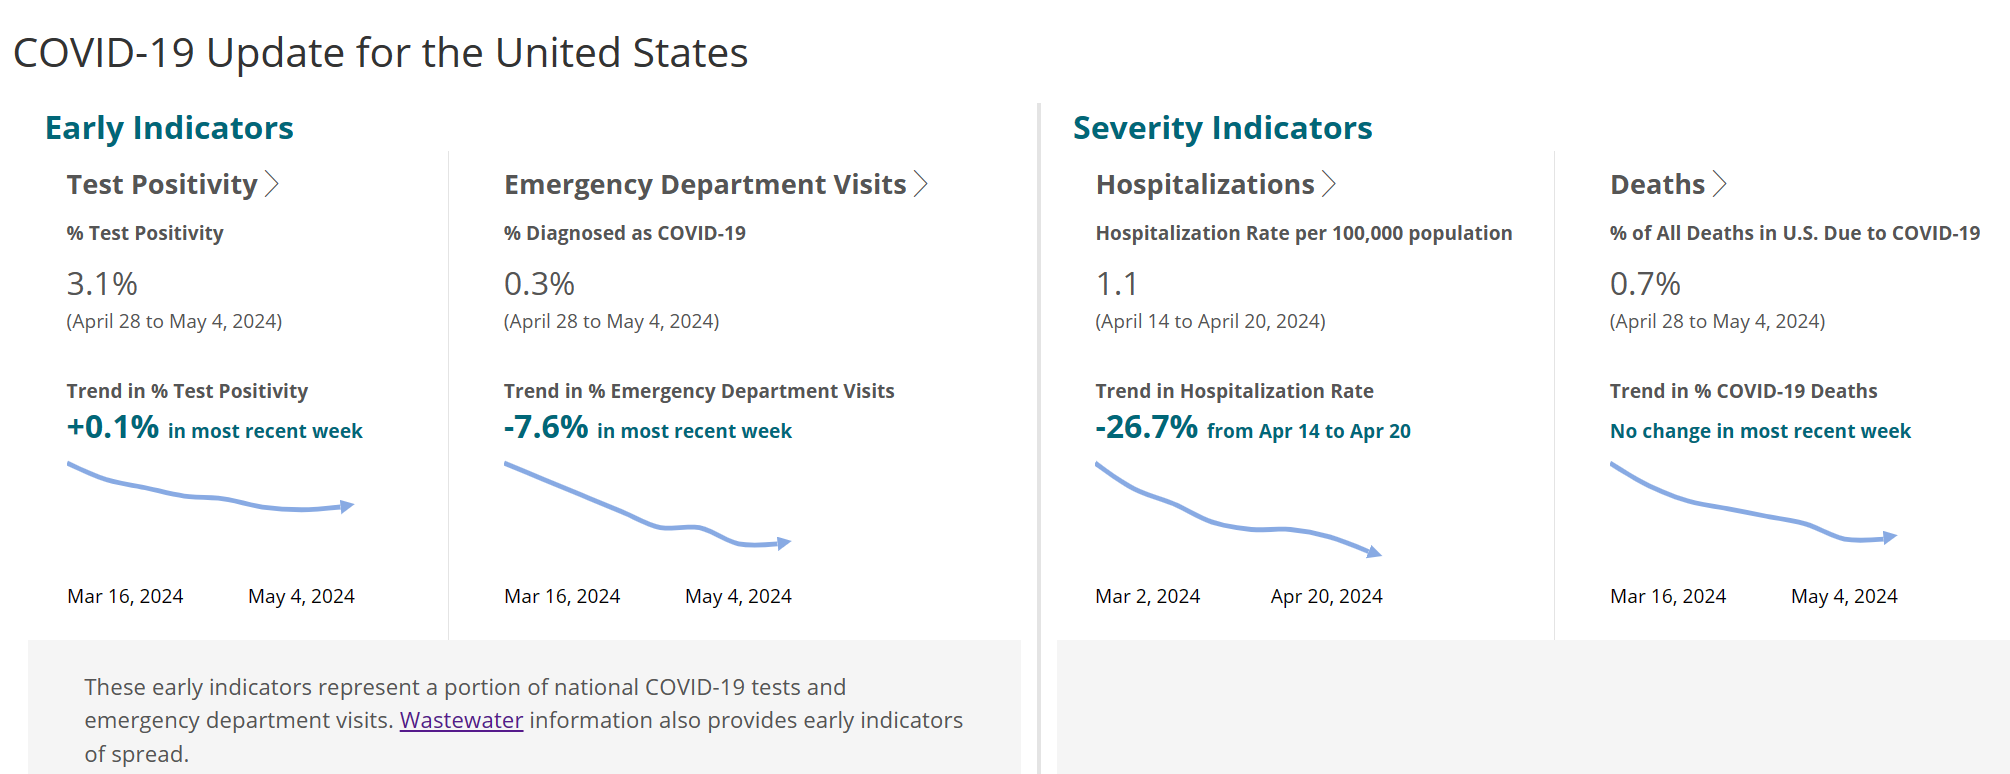 COVID-19 Update for the United States
Early Indicators
Test Positivity
% Test Positivity
3.1%
(April 28 to May 4, 2024)
Trend in % Test Positivity
+0.1% in most recent week
Mar 16, 2024 May 4, 2024
Emergency Department Visits
% Diagnosed as COVID-19
0.3%
(April 28 to May 4, 2024)
Trend in % Emergency Department Visits
-7.6% in most recent week
Mar 16, 2024 May 4, 2024
These early indicators represent a portion of national COVID-19 tests and
emergency department visits. Wastewater information also provides early indicators
of spread.
Severity Indicators
Hospitalizations
Hospitalization Rate per 100,000 population
1.1
(April 14 to April 20, 2024)
Trend in Hospitalization Rate
-26.7% from Apr 14 to Apr 20
Mar 2, 2024 Apr 20, 2024
Deaths
% of All Deaths in U.S. Due to COVID-19
0.7%
(April 28 to May 4, 2024)
Trend in % COVID-19 Deaths
No change in most recent week
Mar 16, 2024 May 4, 2024